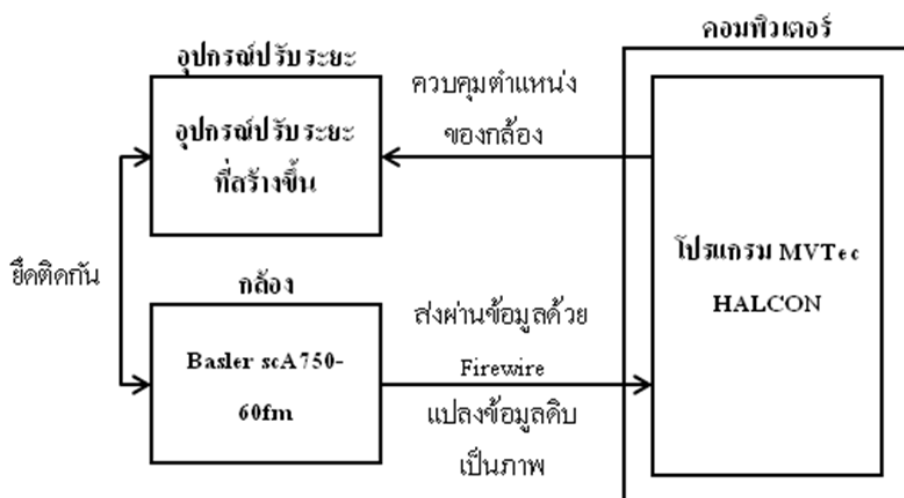 คอมพิวเตอร์
อุปกรณ์ปรับระยะ
อุปกรณ์ปรับระยะ
ที่สร้างขึ้น
ควบคุมตำแหน่ง
ของกล้อง
โปรแกรม MVTec
HALCON
ยึดติดกัน
กล้อง
Basler scA750-
60fm
ส่งผ่านข้อมูลด้วย
Firewire
แปลงข้อมูลดิบ
เป็นภาพ